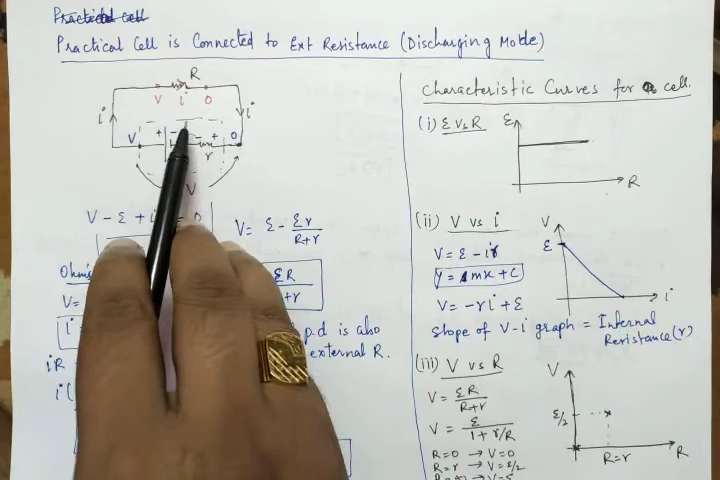 Practical cell
Practical Cell is Connected to Ext Resistance (Discharging Mode)
R
V i 0
i i
V + - - + 0
r
V
V - ε + i = 0
V = ε - εr/R+r
Ohm's
V =
εR
+r
i
p.d is also
external R.
iR
i(
Characteristic Curves for a cell.
(i) ε vs R
ε
R
(ii) V vs i
V = ε - ir
y = mx + c
V = -ri + ε
V
ε
i
Slope of V-i graph = Internal
Resistance (r)
(iii) V vs R
V = εR/R+r
V = ε/1+r/R
R=0 → V=0
R=r → V=ε/2
V
ε/2
R=r
R